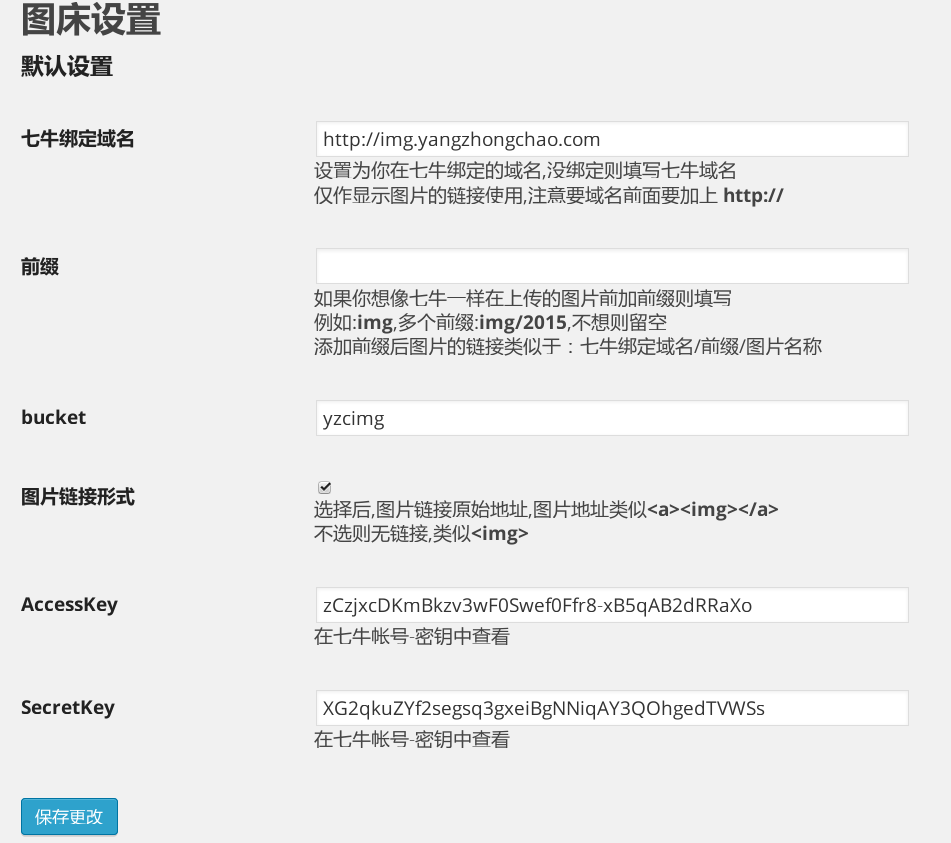 图床设置
默认设置
七牛绑定域名
http://img.yangzhongchao.com
设置为你在七牛绑定的域名,没绑定则填写七牛域名
仅作显示图片的链接使用,注意要域名前面要加上 http://
前缀
如果你想像七牛一样在上传的图片前加前缀则填写
例如:img,多个前缀:img/2015,不想则留空
添加前缀后图片的链接类似于：七牛绑定域名/前缀/图片名称
bucket
yzcimg
图片链接形式
选择后,图片链接原始地址,图片地址类似<a><img></a>
不选则无链接,类似<img>
AccessKey
zCzjxcDKmBkzv3wF0Swef0Ffr8-xB5qAB2dRRaXo
在七牛帐号-密钥中查看
SecretKey
XG2qkuZYf2segsq3gxeiBgNNiqAY3QOhgedTVWSs
在七牛帐号-密钥中查看
保存更改